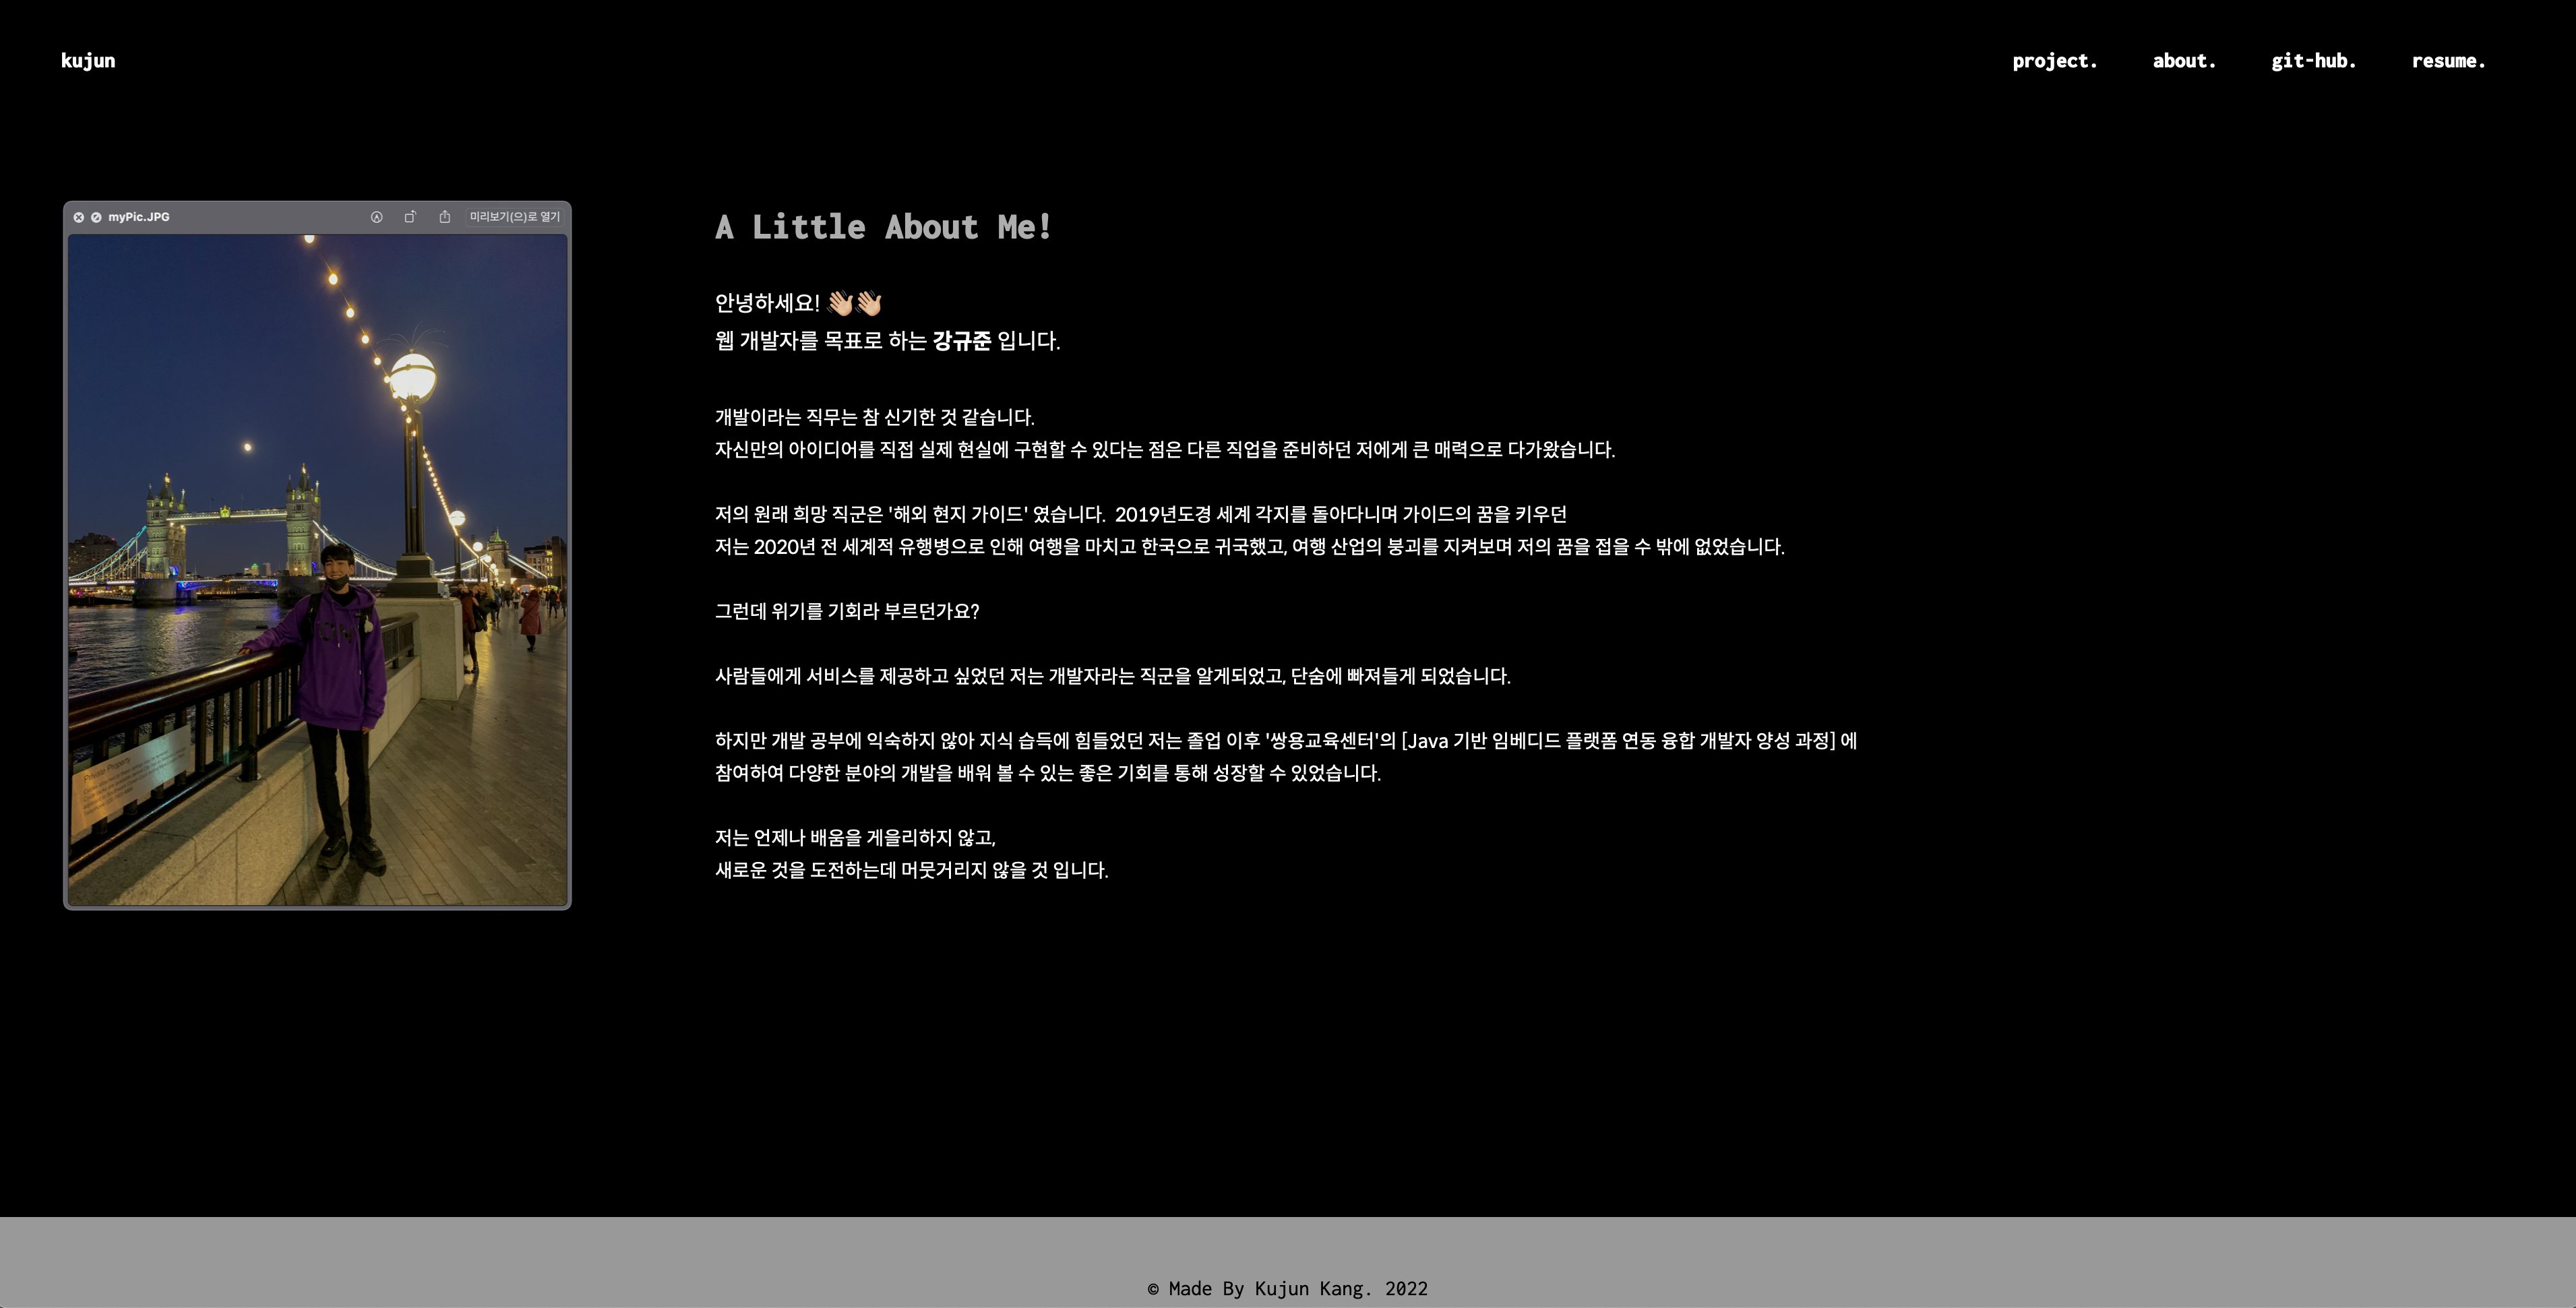 kujun
project. about. git-hub. resume.
myPic.JPG 미리보기(으)로 열기
Private Property
A Little About Me!
안녕하세요! 👋🏻👋🏻
웹 개발자를 목표로 하는 강규준 입니다.
개발이라는 직무는 참 신기한 것 같습니다.
자신만의 아이디어를 직접 실제 현실에 구현할 수 있다는 점은 다른 직업을 준비하던 저에게 큰 매력으로 다가왔습니다.
저의 원래 희망 직군은 '해외 현지 가이드' 였습니다. 2019년도경 세계 각지를 돌아다니며 가이드의 꿈을 키우던
저는 2020년 전 세계적 유행병으로 인해 여행을 마치고 한국으로 귀국했고, 여행 산업의 붕괴를 지켜보며 저의 꿈을 접을 수 밖에 없었습니다.
그런데 위기를 기회라 부르던가요?
사람들에게 서비스를 제공하고 싶었던 저는 개발자라는 직군을 알게되었고, 단숨에 빠져들게 되었습니다.
하지만 개발 공부에 익숙하지 않아 지식 습득에 힘들었던 저는 졸업 이후 '쌍용교육센터'의 [Java 기반 임베디드 플랫폼 연동 융합 개발자 양성 과정] 에
참여하여 다양한 분야의 개발을 배워 볼 수 있는 좋은 기회를 통해 성장할 수 있었습니다.
저는 언제나 배움을 게을리하지 않고,
새로운 것을 도전하는데 머뭇거리지 않을 것 입니다.
© Made By Kujun Kang. 2022